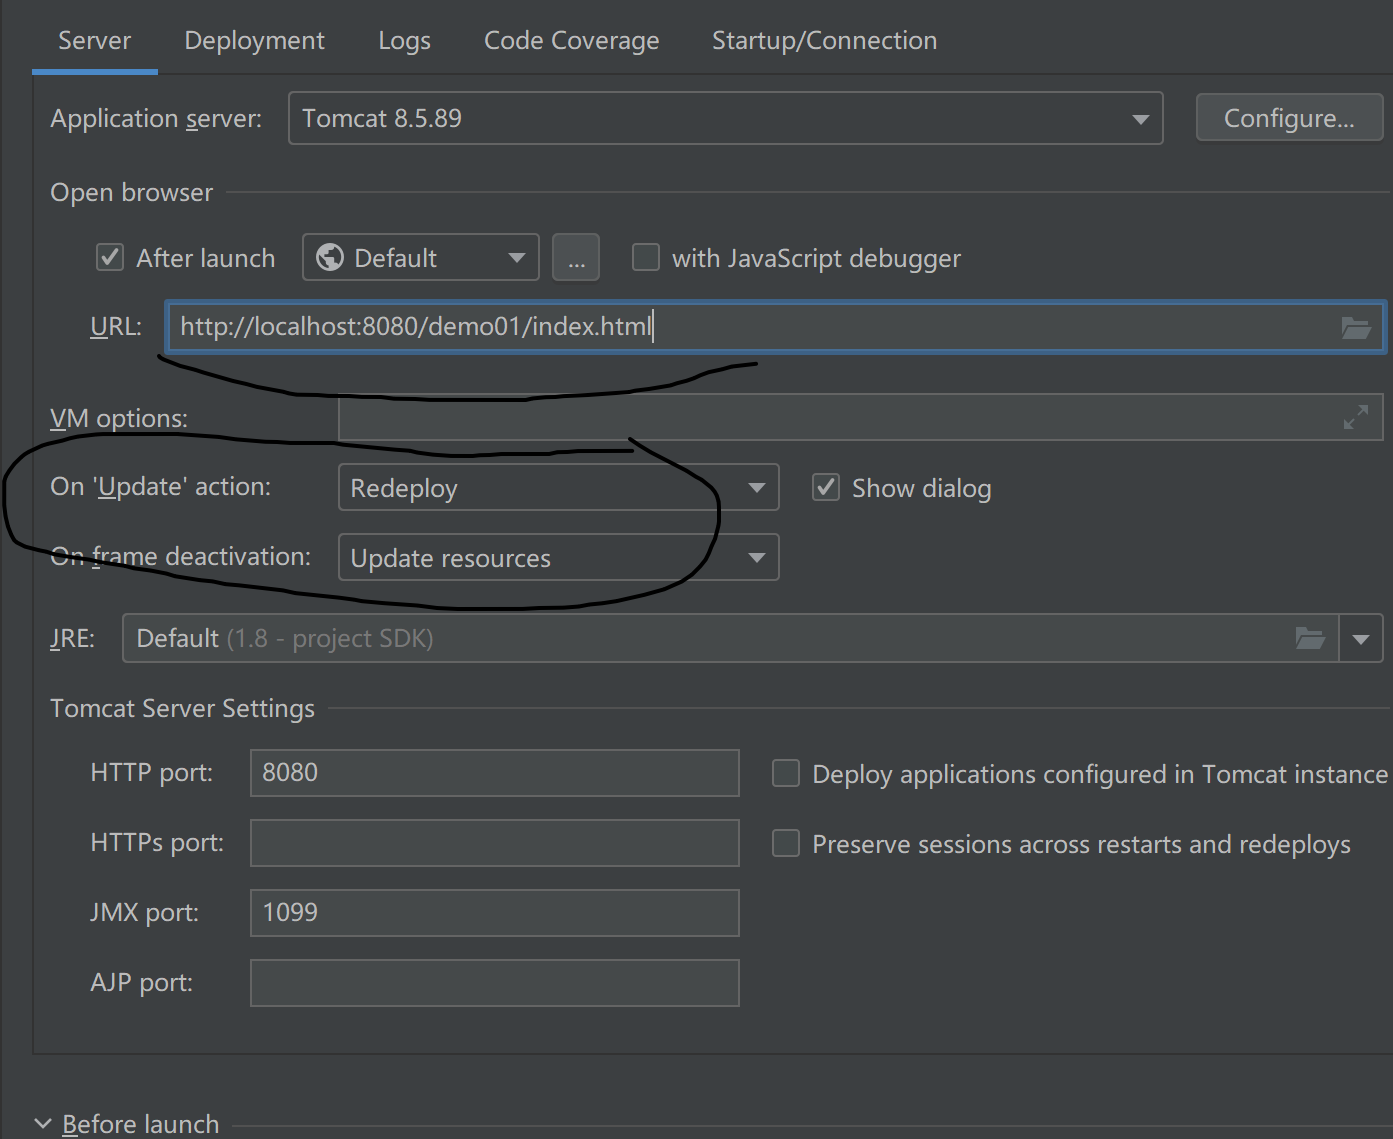 Server Deployment Logs Code Coverage Startup/Connection
Application server: Tomcat 8.5.89 Configure...
Open browser
After launch Default ... with JavaScript debugger
URL: http://localhost:8080/demo01/index.html
VM options:
On 'Update' action: Redeploy Show dialog
On frame deactivation: Update resources
JRE: Default (1.8 - project SDK)
Tomcat Server Settings
HTTP port: 8080 Deploy applications configured in Tomcat instance
HTTPs port: Preserve sessions across restarts and redeploys
JMX port: 1099
AJP port:
Before launch